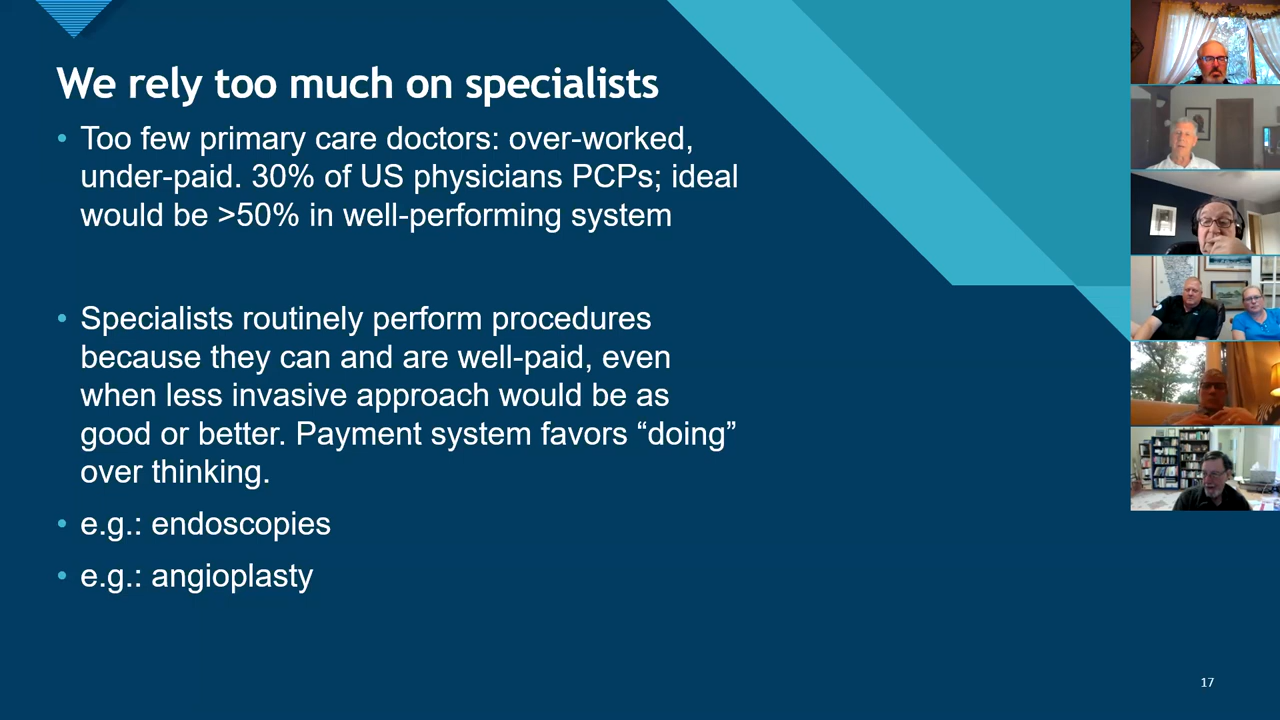 We rely too much on specialists
• Too few primary care doctors: over-worked,
under-paid. 30% of US physicians PCPs; ideal
would be >50% in well-performing system
• Specialists routinely perform procedures
because they can and are well-paid, even
when less invasive approach would be as
good or better. Payment system favors “doing”
over thinking.
• e.g.: endoscopies
• e.g.: angioplasty
17